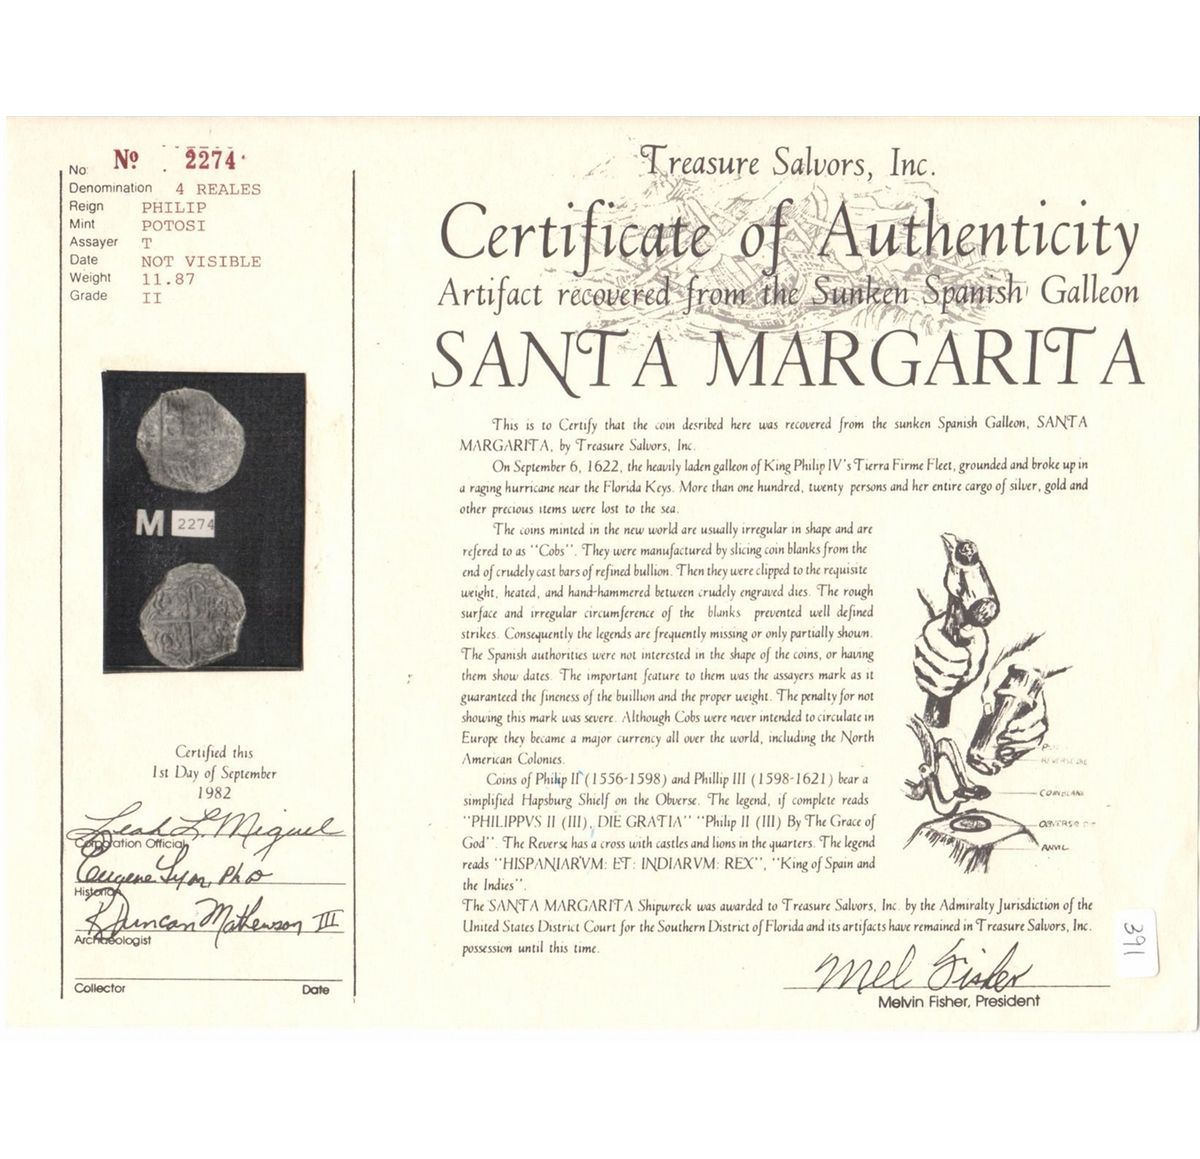 No Nº 2274
Denomination 4 REALES
Reign PHILIP
Mint POTOSI
Assayer T
Date NOT VISIBLE
Weight 11.87
Grade II
M 2274
Certified this
1st Day of September
1982
Leah L. Miguel
Corporation Official
Eugene Lyon PhD
Historian
R Duncan Mathewson III
Archaeologist
Collector Date
Treasure Salvors, Inc.
Certificate of Authenticity
Artifact recovered from the Sunken Spanish Galleon
SANTA MARGARITA
This is to Certify that the coin desribed here was recovered from the sunken Spanish Galleon, SANTA
MARGARITA, by Treasure Salvors, Inc.
On September 6, 1622, the heavily laden galleon of King Philip IV's Tierra Firme Fleet, grounded and broke up in
a raging hurricane near the Florida Keys. More than one hundred, twenty persons and her entire cargo of silver, gold and
other precious items were lost to the sea.
The coins minted in the new world are usually irregular in shape and are
refered to as "Cobs". They were manufactured by slicing coin blanks from the
end of crudely cast bars of refined bullion. Then they were clipped to the requisite
weight, heated, and hand-hammered between crudely engraved dies. The rough
surface and irregular circumference of the blanks prevented well defined
strikes. Consequently the legends are frequently missing or only partially shown.
The Spanish authorities were not interested in the shape of the coins, or having
them show dates. The important feature to them was the assayers mark as it
guaranteed the fineness of the buillion and the proper weight. The penalty for not
showing this mark was severe. Although Cobs were never intended to circulate in
Europe they became a major currency all over the world, including the North
American Colonies.
Coins of Philip II (1556-1598) and Phillip III (1598-1621) bear a
simplified Hapsburg Shielf on the Obverse. The legend, if complete reads
"PHILIPPVS II (III), DIE GRATIA" "Philip II (III) By The Grace of
God". The Reverse has a cross with castles and lions in the quarters. The legend
reads "HISPANIARVM: ET: INDIARVM: REX", "King of Spain and
the Indies".
The SANTA MARGARITA Shipwreck was awarded to Treasure Salvors, Inc. by the Admiralty Jurisdiction of the
United States District Court for the Southern District of Florida and its artifacts have remained in Treasure Salvors, Inc.
possession until this time.
REVERSE DIE
COIN BLANK
OBVERSE DIE
ANVIL
Mel Fisher
Melvin Fisher, President
391